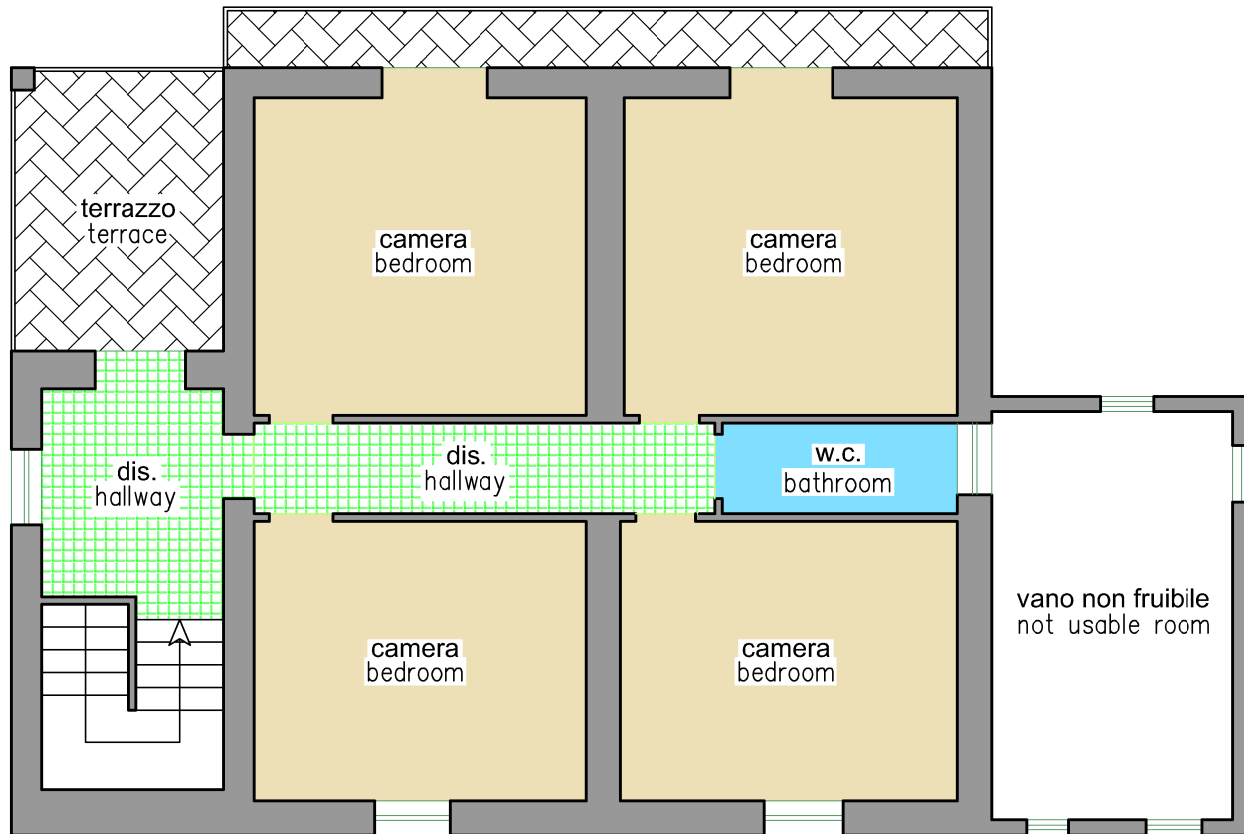 terrazzo
terrace
camera
bedroom
camera
bedroom
dis.
hallway
dis.
hallway
w.c.
bathroom
vano non fruibile
not usable room
camera
bedroom
camera
bedroom